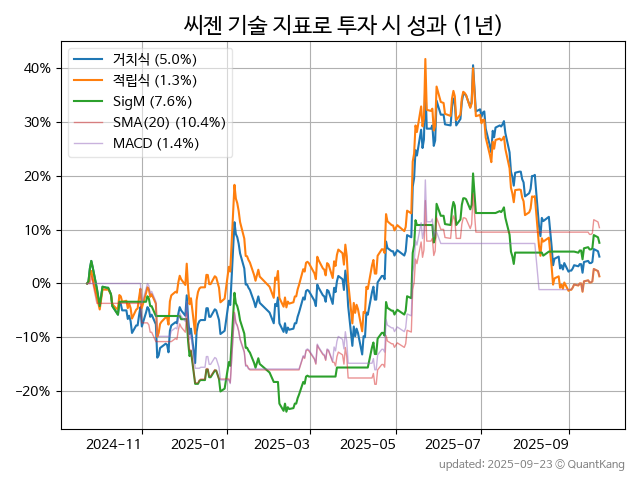 씨젠 기술 지표로 투자 시 성과 (1년)
거치식 (5.0%)
적립식 (1.3%)
SigM (7.6%)
SMA(20) (10.4%)
MACD (1.4%)
40%
30%
20%
10%
0%
−10%
−20%
2024-11
2025-01
2025-03
2025-05
2025-07
2025-09
updated: 2025-09-23 © QuantKang